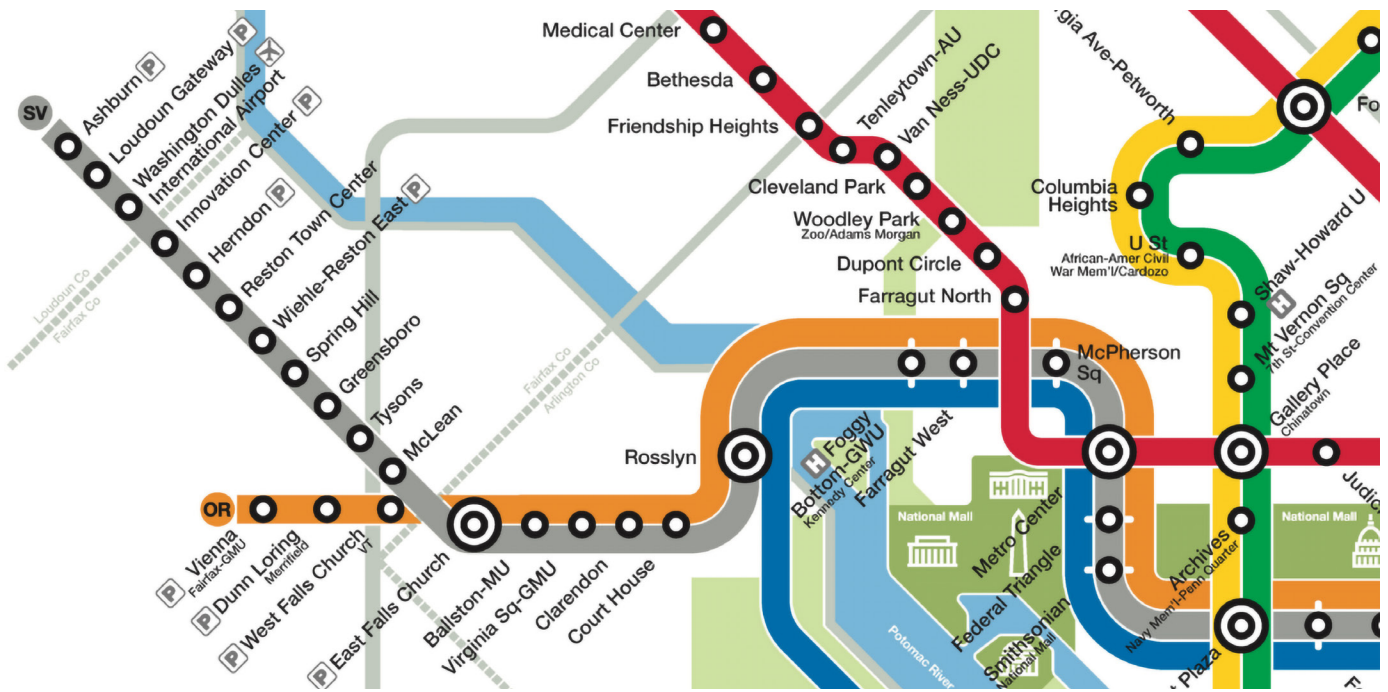 SV
Ashburn P
Loudoun Gateway P
Washington Dulles
International Airport
Innovation Center P
Herndon P
Reston Town Center
Wiehle-Reston East P
Spring Hill
Greensboro
Tysons
McLean
Loudoun Co
Fairfax Co
Fairfax Co
Arlington Co
OR
Vienna
Fairfax-GMU
P
Dunn Loring
Merrifield
P
West Falls Church
VT
P
East Falls Church
P
Ballston-MU
Virginia Sq-GMU
Clarendon
Court House
Rosslyn
Medical Center
Bethesda
Friendship Heights
Tenleytown-AU
Van Ness-UDC
Cleveland Park
Woodley Park
Zoo/Adams Morgan
Dupont Circle
Farragut North
H Foggy
Bottom-GWU
Kennedy Center
Farragut West
McPherson
Sq
Metro Center
Federal Triangle
Smithsonian
National Mall
National Mall
Potomac River
gia Ave-Petworth
Columbia
Heights
U St
African-Amer Civil
War Mem'l/Cardozo
Shaw-Howard U
H
Mt Vernon Sq
7th St-Convention Center
Gallery Place
Chinatown
Judic
Archives
Navy Mem'l-Penn Quarter
National Mall
t Plaza
Fo